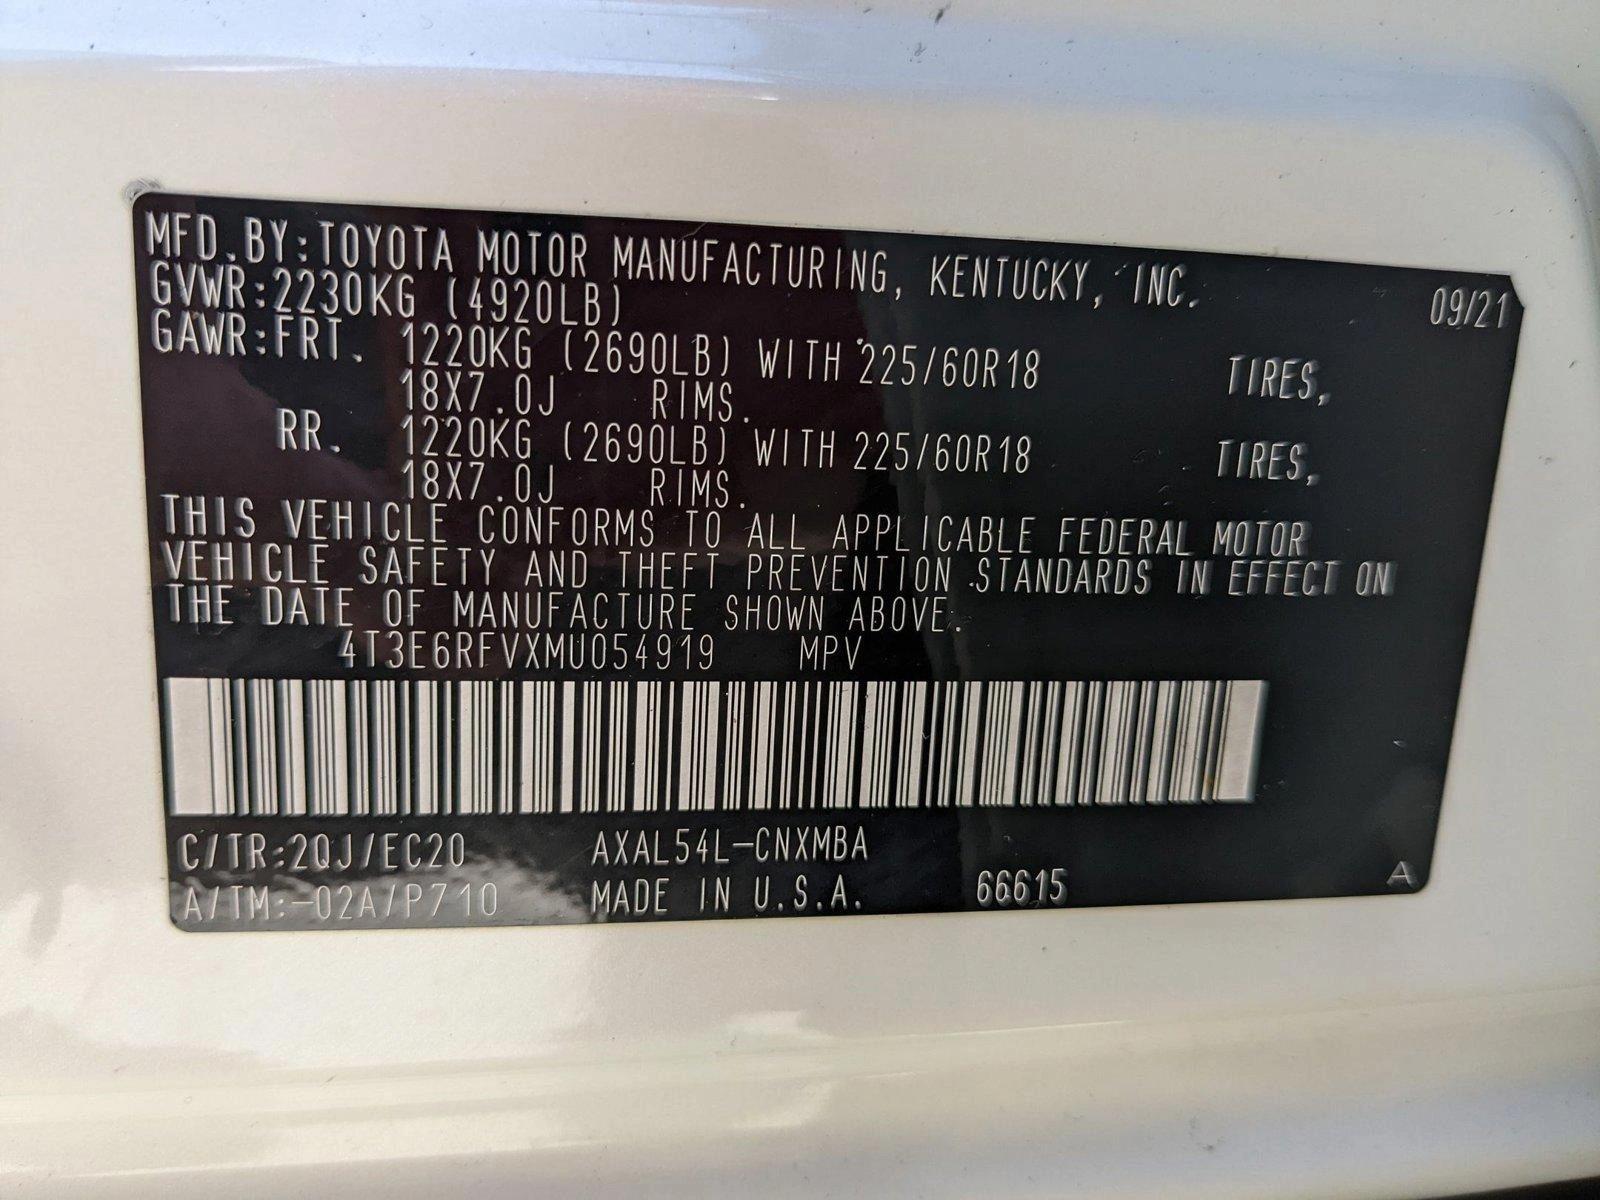 MFD.BY:TOYOTA MOTOR MANUFACTURING, KENTUCKY, INC. 09/21
GVWR:2230KG (4920LB)
GAWR:FRT. 1220KG (2690LB) WITH 225/60R18 TIRES,
18X7.0J RIMS.
RR. 1220KG (2690LB) WITH 225/60R18 TIRES,
18X7.0J RIMS.
THIS VEHICLE CONFORMS TO ALL APPLICABLE FEDERAL MOTOR
VEHICLE SAFETY AND THEFT PREVENTION STANDARDS IN EFFECT ON
THE DATE OF MANUFACTURE SHOWN ABOVE.
4T3E6RFVXMU054919 MPV
C/TR:2QJ/EC20 AXAL54L-CNXMBA
A/TM:-02A/P710 MADE IN U.S.A. 66615 A